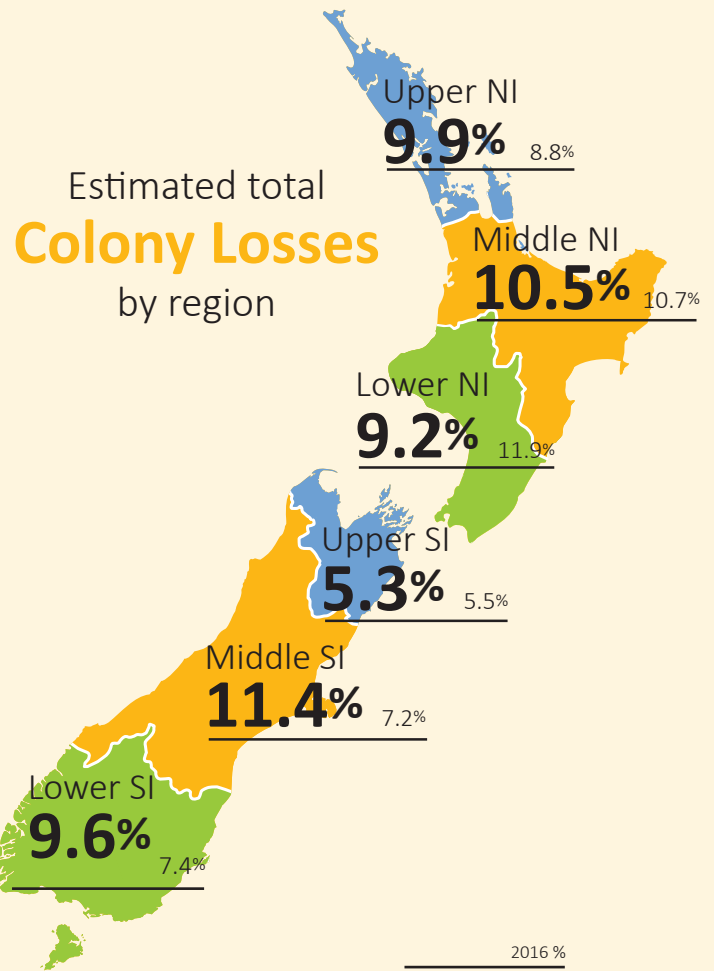 Estimated total
Colony Losses
by region
Upper NI
9.9% 8.8%
Middle NI
10.5% 10.7%
Lower NI
9.2% 11.9%
Upper SI
5.3% 5.5%
Middle SI
11.4% 7.2%
Lower SI
9.6% 7.4%
2016 %